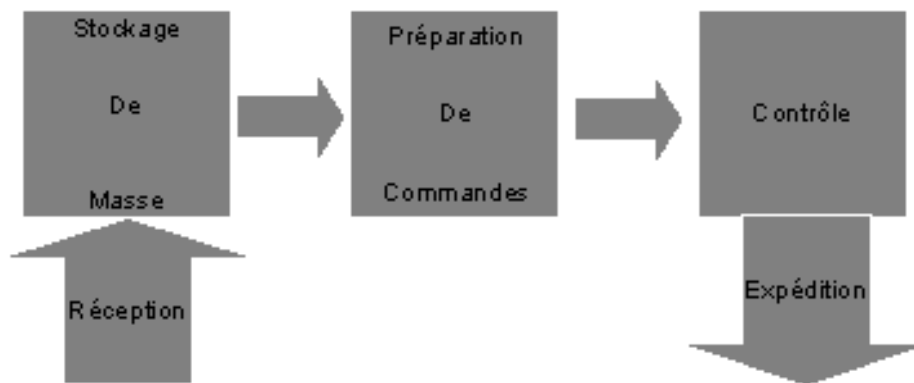 Stockage
De
Masse
Préparation
De
Commandes
Contrôle
Réception
Expédition